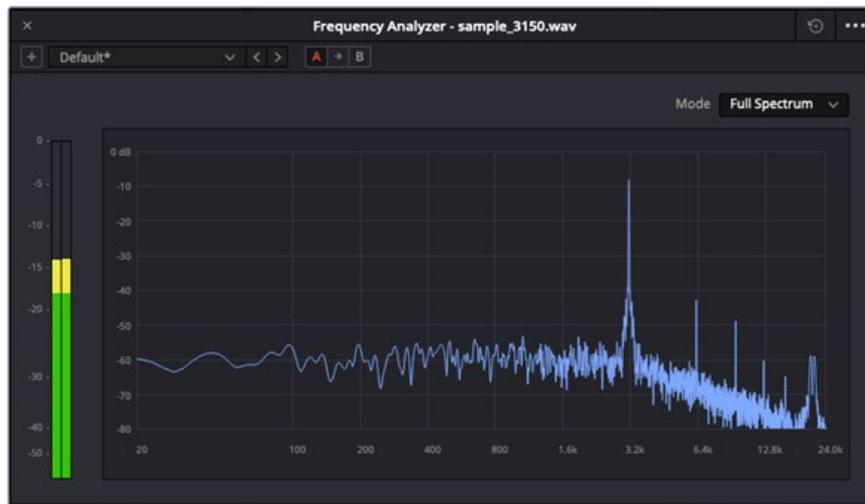 Frequency Analyzer - sample_3150.wav
Default*
A
B
Mode Full Spectrum
0 -
-5 -
-10 -
-15 -
-20 -
-30 -
-40 -
-50 -
0 dB
-10
-20
-30
-40
-50
-60
-70
-80
20 100 200 400 800 1.6k 3.2k 6.4k 12.8k 24.0k